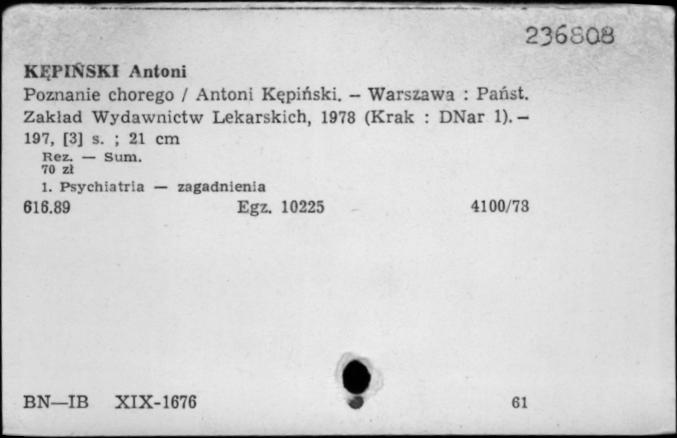 236808
KĘPIŃSKI Antoni
Poznanie chorego / Antoni Kępiński. — Warszawa : Państ.
Zakład Wydawnictw Lekarskich, 1978 (Krak : DNar 1). —
197, [3] s. ; 21 cm
Rez. — Sum.
70 zł
1. Psychiatria — zagadnienia
616.89 Egz. 10225 4100/73
BN—IB XIX-1676 61